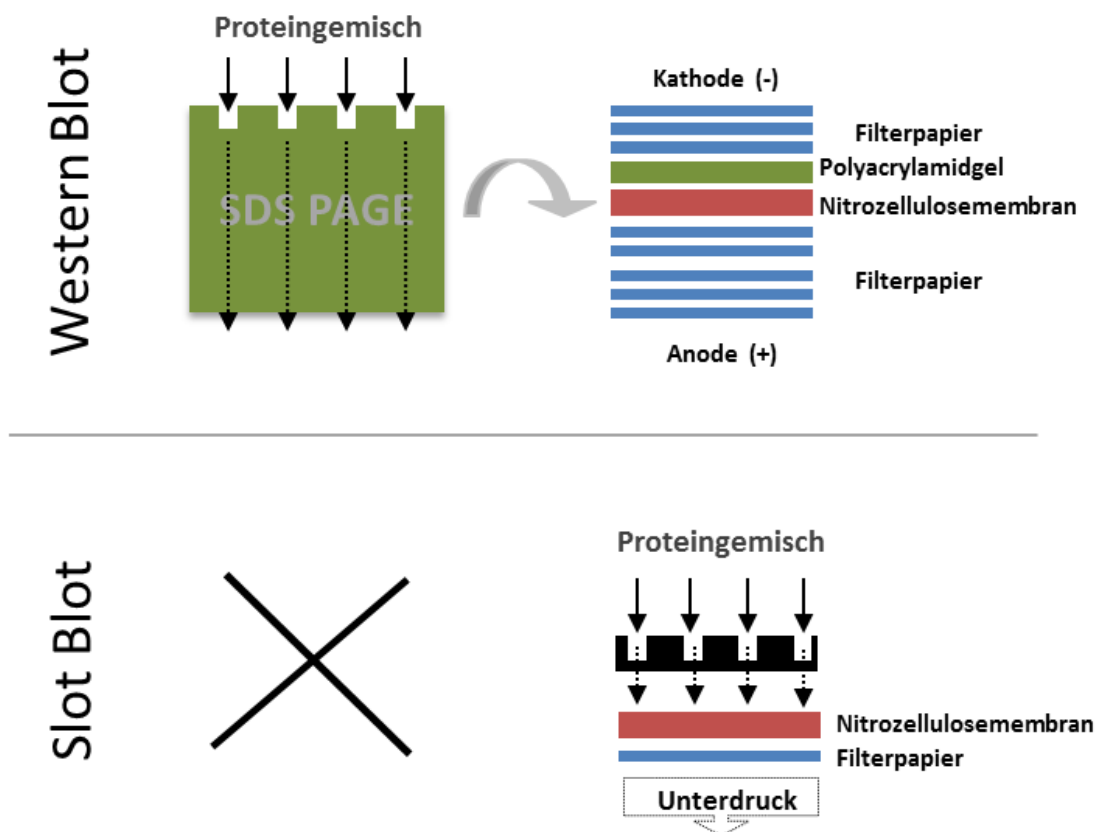 Western Blot
Proteingemisch
SDS PAGE
Kathode (-)
Filterpapier
Polyacrylamidgel
Nitrozellulosemembran
Filterpapier
Anode (+)
Slot Blot
Proteingemisch
Nitrozellulosemembran
Filterpapier
Unterdruck